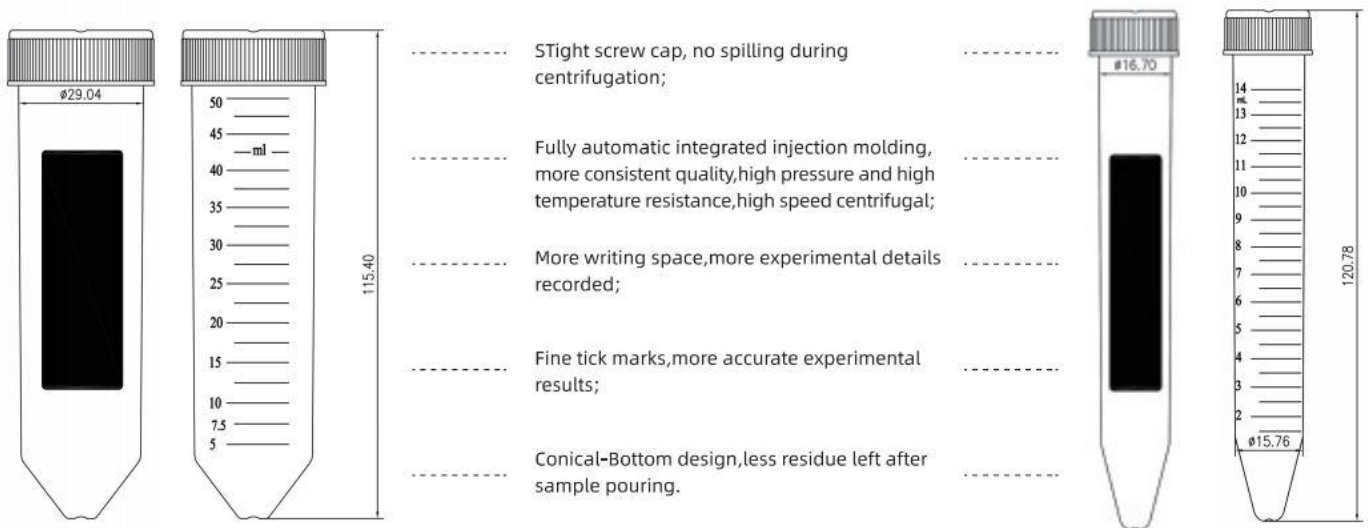 ø29.04
50
45
ml
40
35
30
25
20
15
10
7.5
5
115.40
STight screw cap, no spilling during
centrifugation;
Fully automatic integrated injection molding,
more consistent quality,high pressure and high
temperature resistance,high speed centrifugal;
More writing space,more experimental details
recorded;
Fine tick marks,more accurate experimental
results;
Conical-Bottom design,less residue left after
sample pouring.
ø16.70
14
mL
13
12
11
10
9
8
7
6
5
4
3
2
ø15.76
120.78